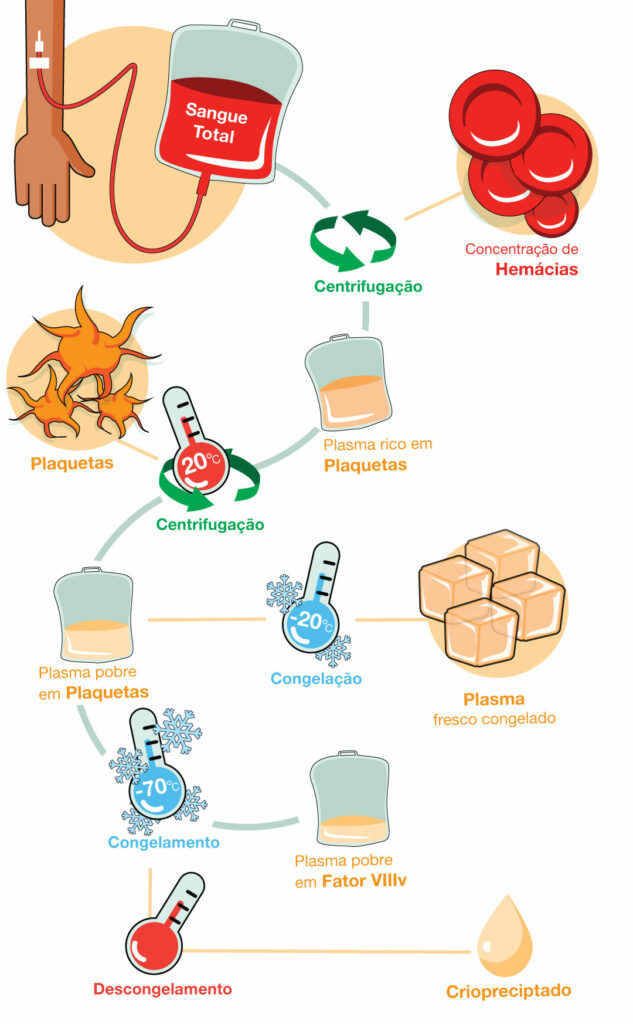 Sangue
Total
Concentração de
Hemácias
Centrifugação
Plasma rico em
Plaquetas
Plaquetas
20°C
Centrifugação
-20°C
Congelação
Plasma pobre
em Plaquetas
Plasma
fresco congelado
-70°C
Congelamento
Plasma pobre
em Fator VIIIv
Descongelamento
Criopreciptado